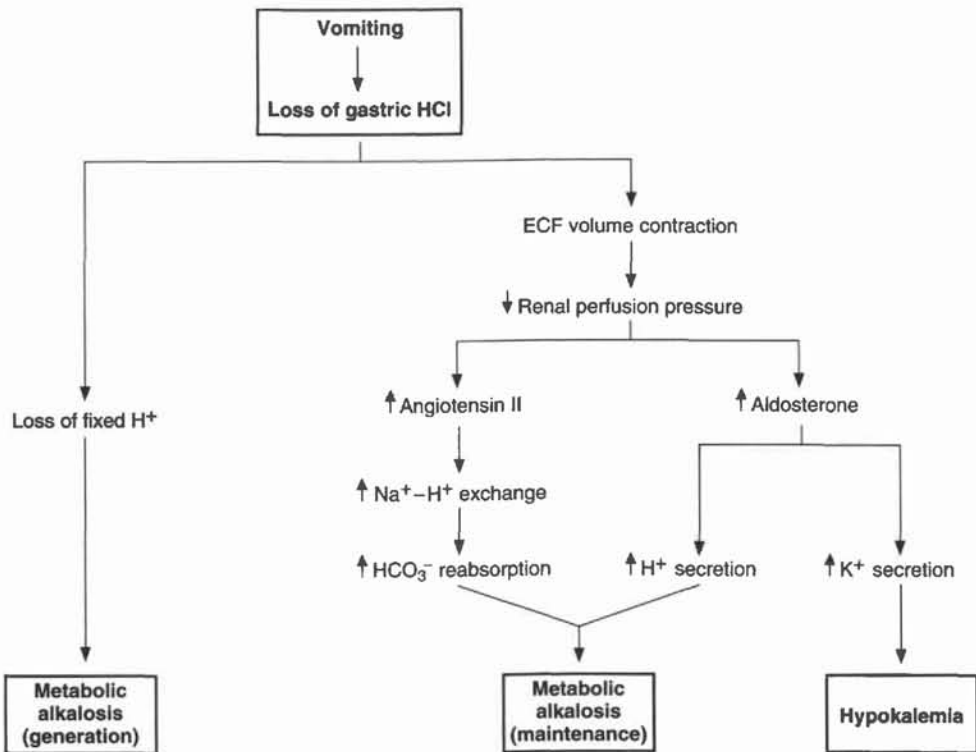 Vomiting
Loss of gastric HCl
ECF volume contraction
↓ Renal perfusion pressure
↑ Angiotensin II
↑ Aldosterone
Loss of fixed H⁺
↑ Na⁺–H⁺ exchange
↑ HCO₃⁻ reabsorption
↑ H⁺ secretion
↑ K⁺ secretion
Metabolic
alkalosis
(generation)
Metabolic
alkalosis
(maintenance)
Hypokalemia